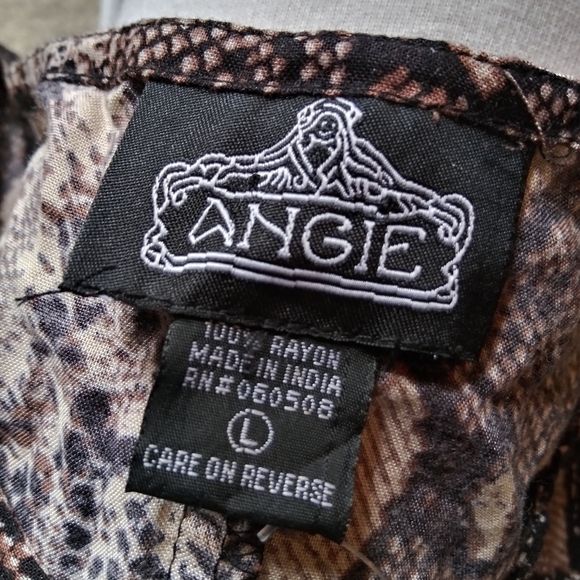 ANGIE
100% RAYON
MADE IN INDIA
RN#060508
L
CARE ON REVERSE